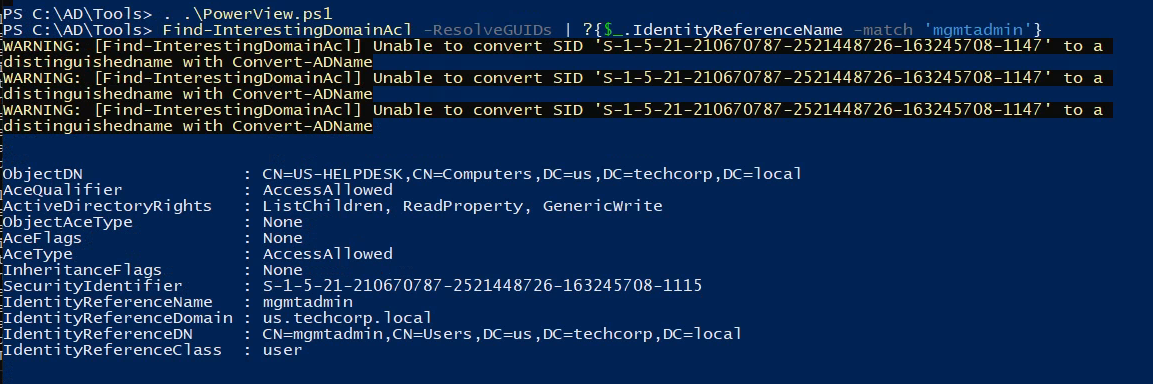 PS C:\AD\Tools> . .\PowerView.ps1
PS C:\AD\Tools> Find-InterestingDomainAcl -ResolveGUIDs | ?{$_.IdentityReferenceName -match 'mgmtadmin'}
WARNING: [Find-InterestingDomainAcl] Unable to convert SID 'S-1-5-21-210670787-2521448726-163245708-1147' to a
distinguishedname with Convert-ADName
WARNING: [Find-InterestingDomainAcl] Unable to convert SID 'S-1-5-21-210670787-2521448726-163245708-1147' to a
distinguishedname with Convert-ADName
WARNING: [Find-InterestingDomainAcl] Unable to convert SID 'S-1-5-21-210670787-2521448726-163245708-1147' to a
distinguishedname with Convert-ADName
ObjectDN : CN=US-HELPDESK,CN=Computers,DC=us,DC=techcorp,DC=local
AceQualifier : AccessAllowed
ActiveDirectoryRights : ListChildren, ReadProperty, GenericWrite
ObjectAceType : None
AceFlags : None
AceType : AccessAllowed
InheritanceFlags : None
SecurityIdentifier : S-1-5-21-210670787-2521448726-163245708-1115
IdentityReferenceName : mgmtadmin
IdentityReferenceDomain : us.techcorp.local
IdentityReferenceDN : CN=mgmtadmin,CN=Users,DC=us,DC=techcorp,DC=local
IdentityReferenceClass : user